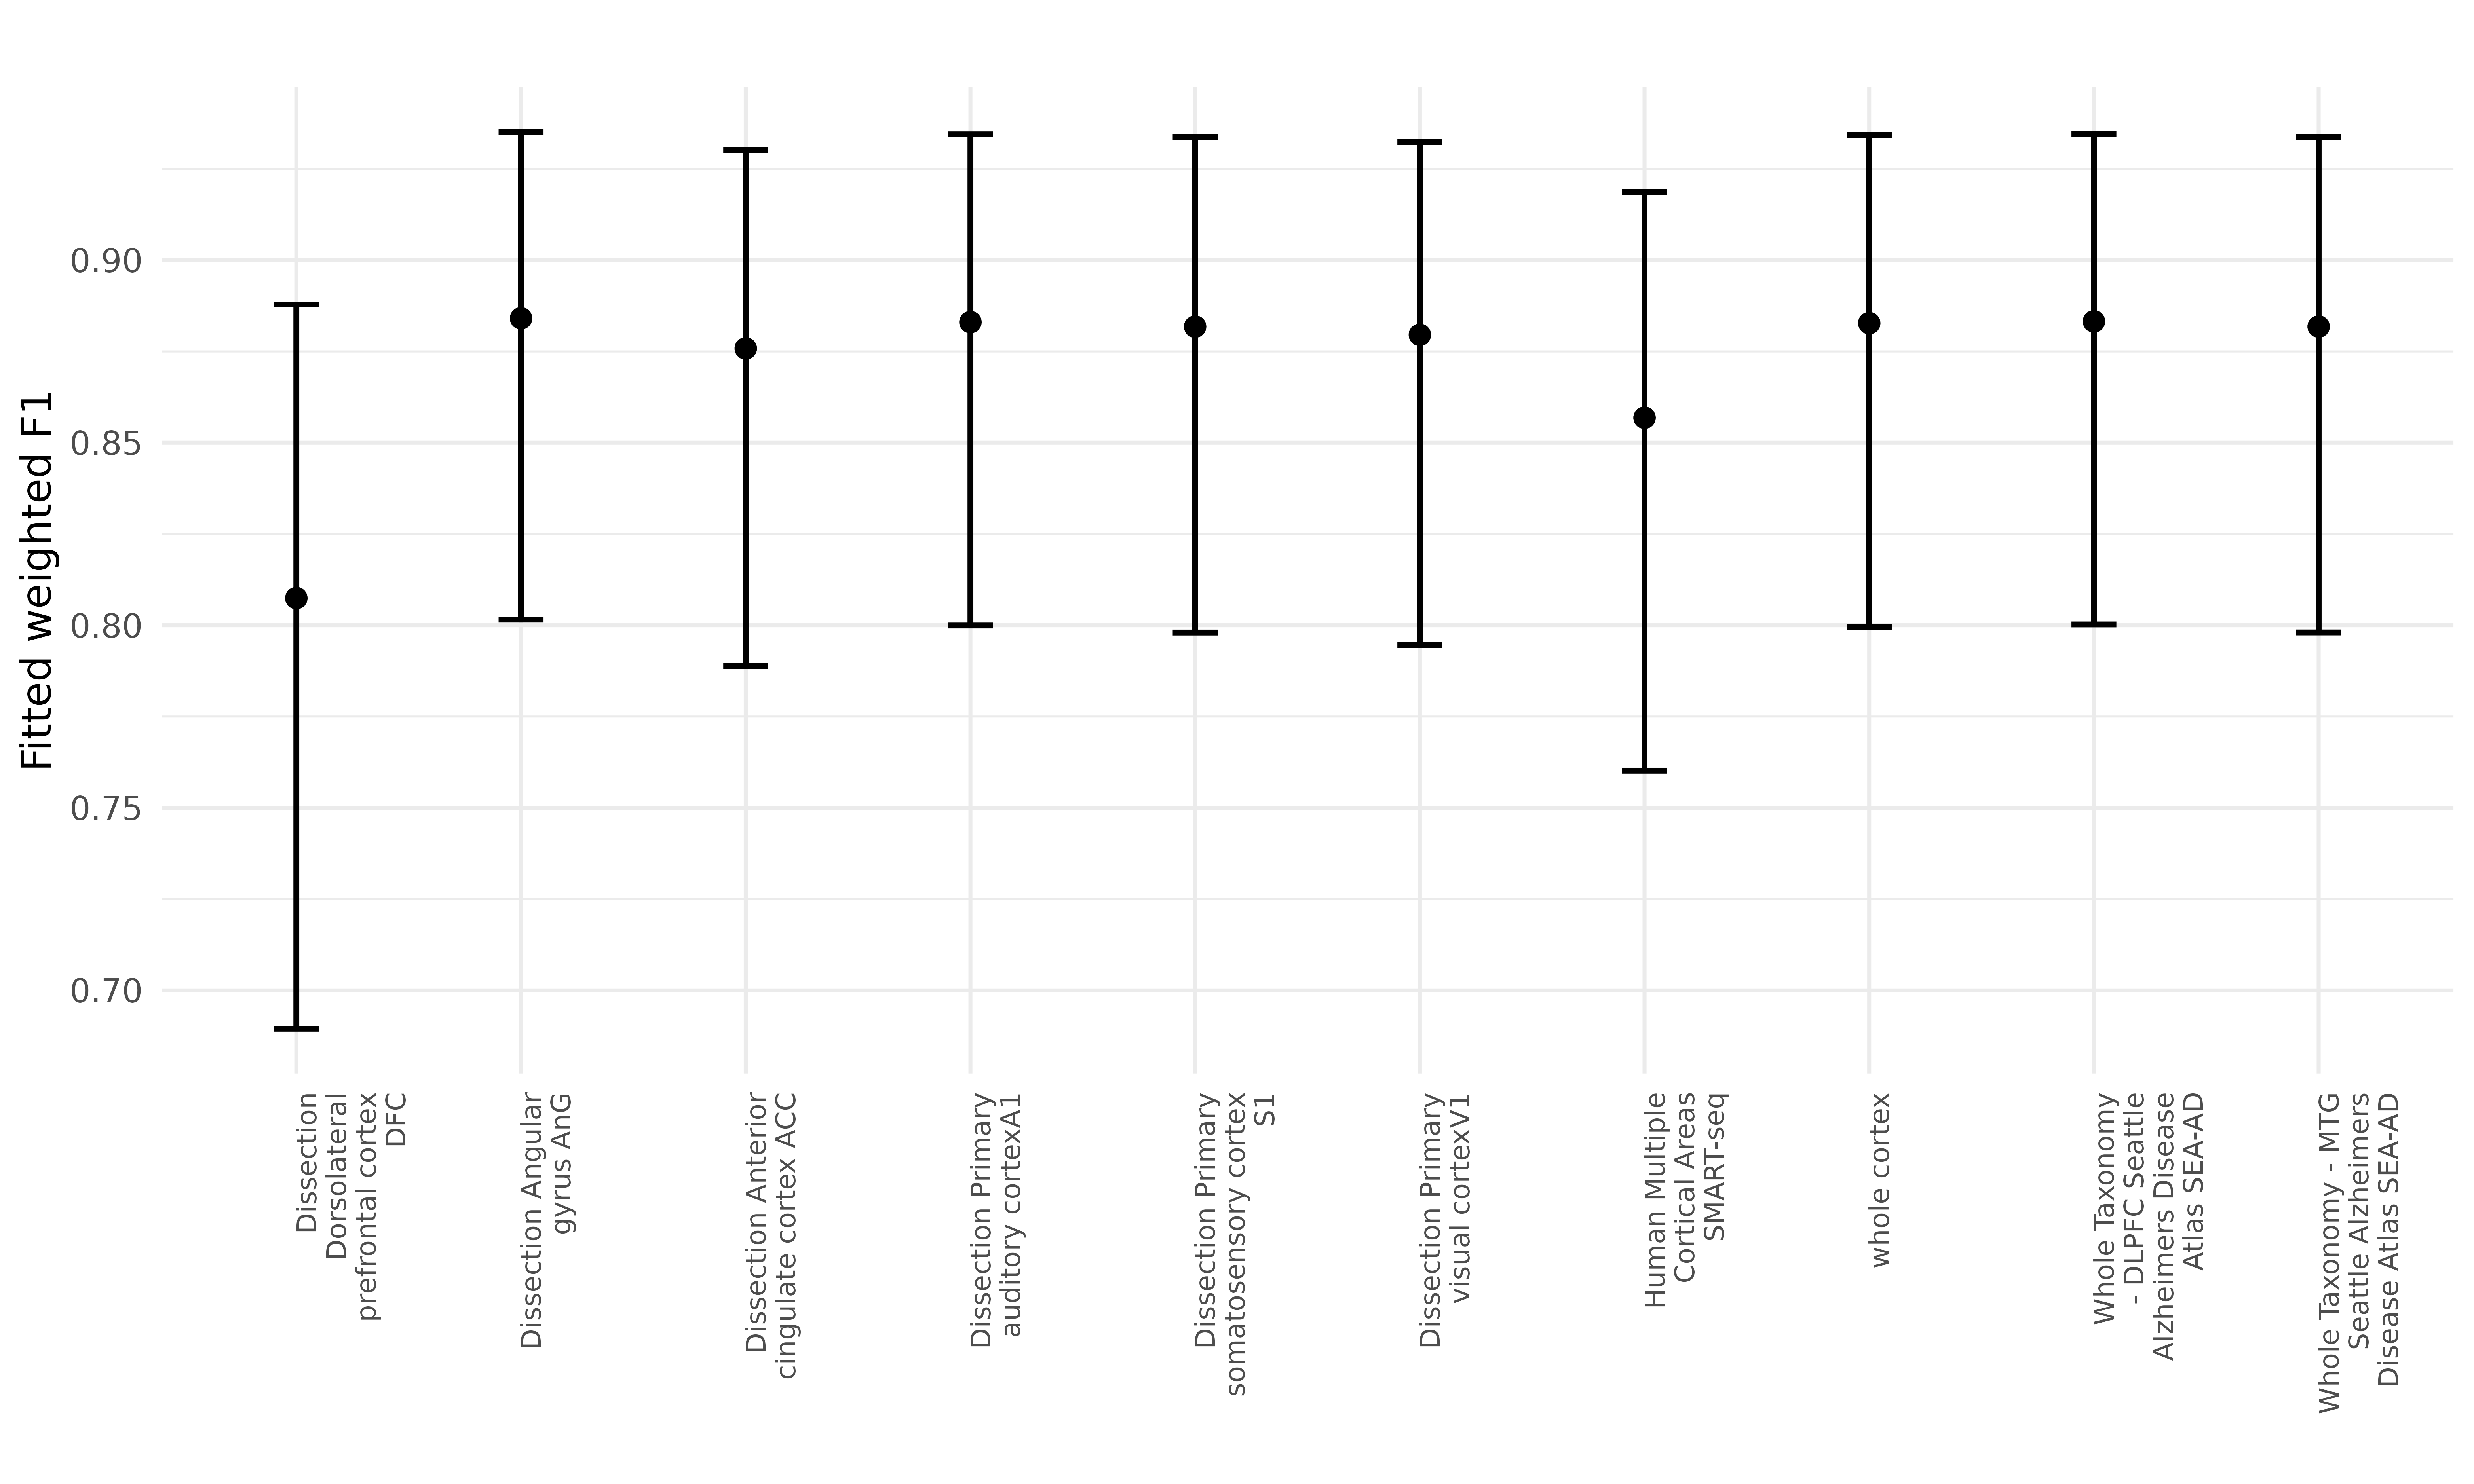 Fitted weighted F1
0.90
0.85
0.80
0.75
0.70
Dissection
Dorsolateral
prefrontal cortex
DFC
Dissection Angular
gyrus AnG
Dissection Anterior
cingulate cortex ACC
Dissection Primary
auditory cortexA1
Dissection Primary
somatosensory cortex
S1
Dissection Primary
visual cortexV1
Human Multiple
Cortical Areas
SMART-seq
whole cortex
Whole Taxonomy
- DLPFC Seattle
Alzheimers Disease
Atlas SEA-AD
Whole Taxonomy - MTG
Seattle Alzheimers
Disease Atlas SEA-AD